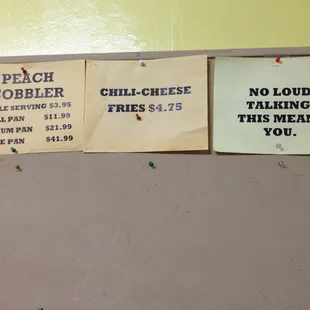 PEACH
COBBLER
LE SERVING $3.95
LL PAN $11.99
UM PAN $21.99
E PAN $41.99
CHILI-CHEESE
FRIES $4.75
NO LOUD
TALKING
THIS MEAN
YOU.